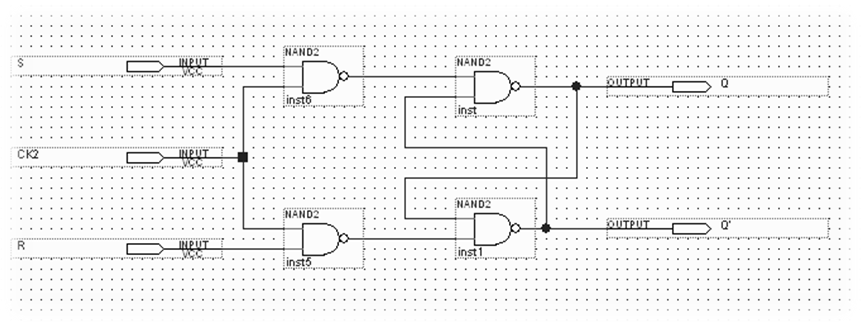 NAND2
S INPUT VCC
inst6
NAND2
inst
OUTPUT Q
CK2 INPUT VCC
NAND2
R INPUT VCC
inst5
NAND2
inst1
OUTPUT Q'